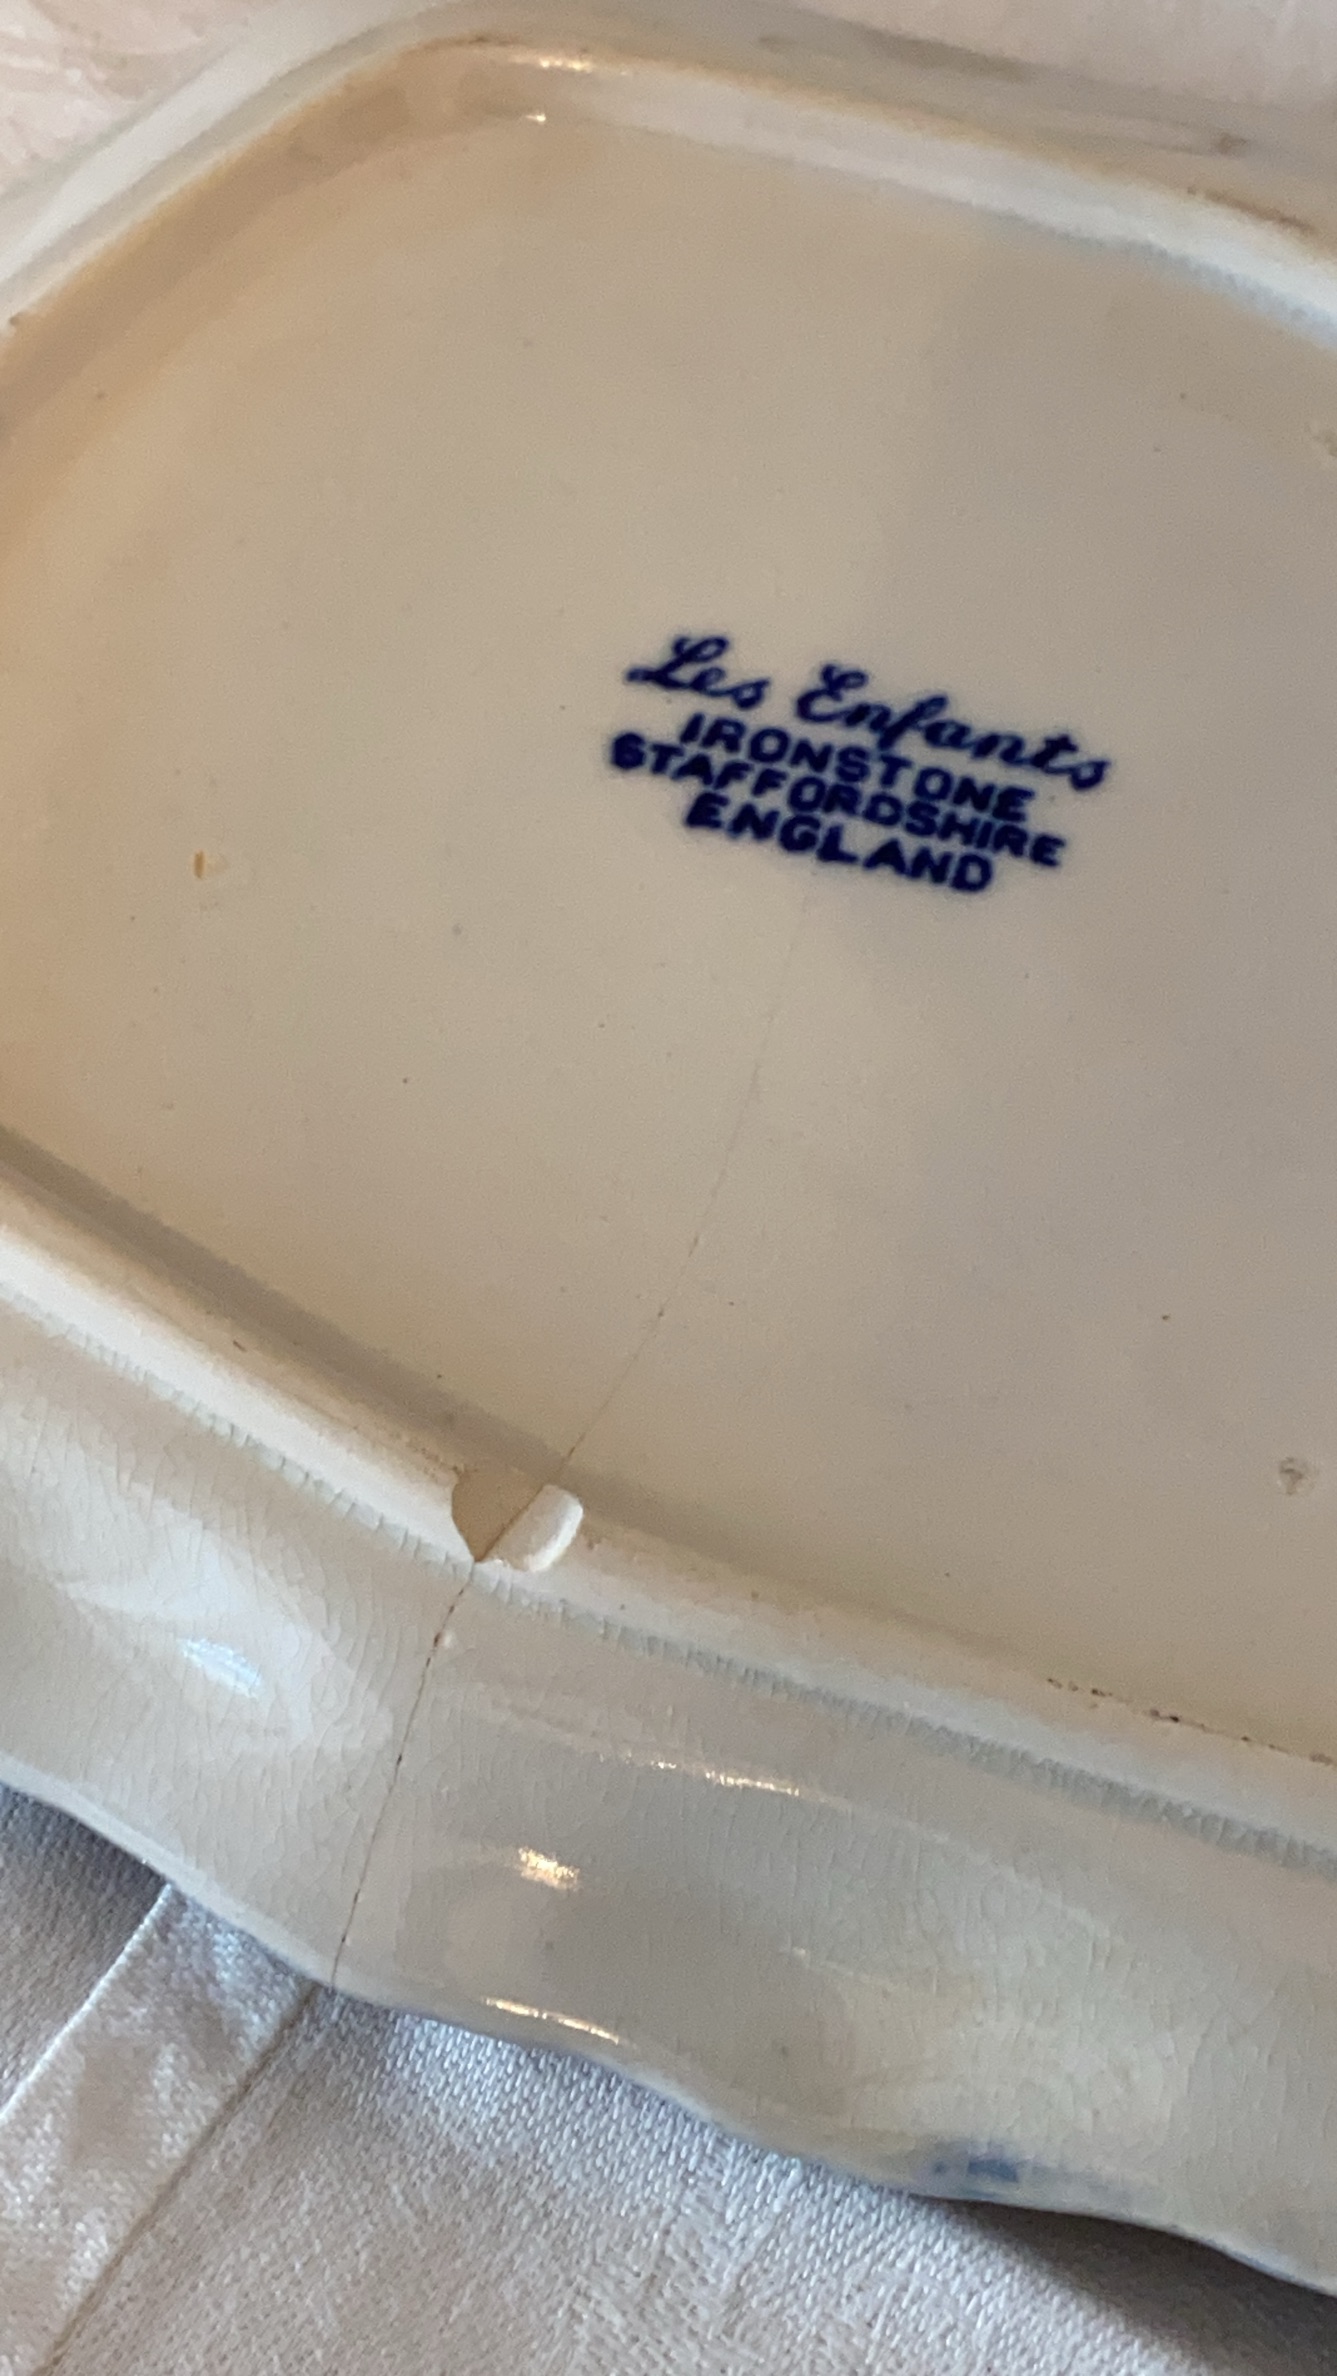 Les Enfants
IRONSTONE
STAFFORDSHIRE
ENGLAND